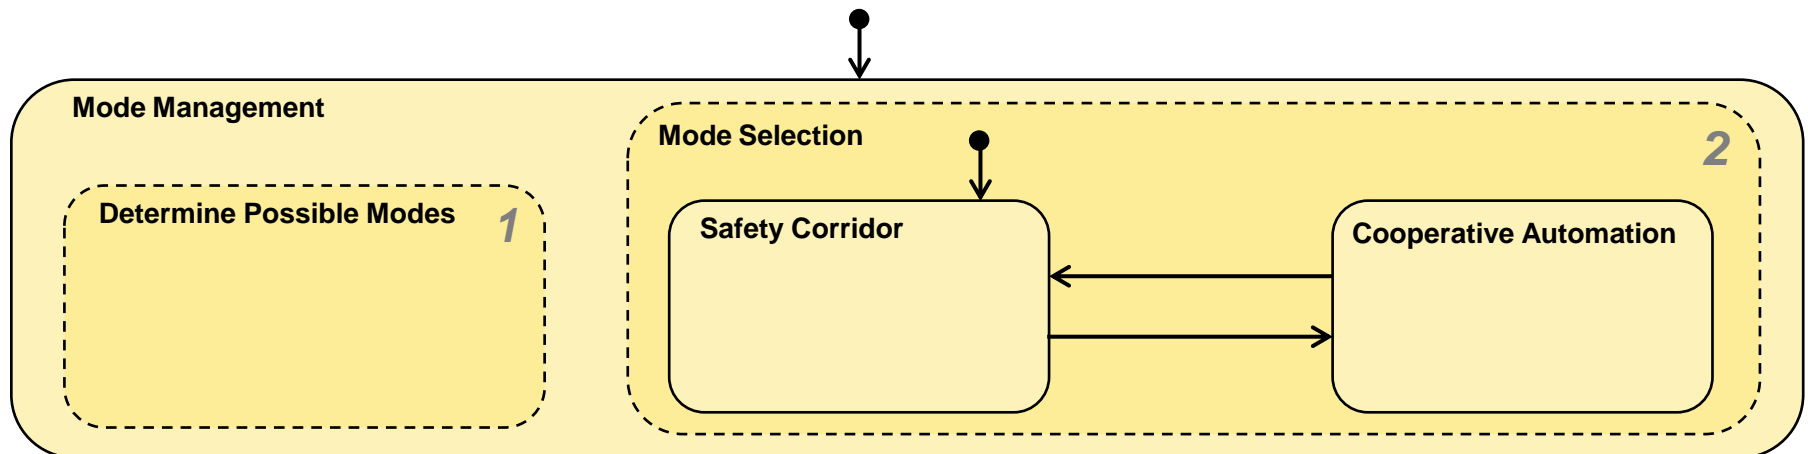 Mode Management
Mode Selection
2
Determine Possible Modes
1
Safety Corridor
Cooperative Automation